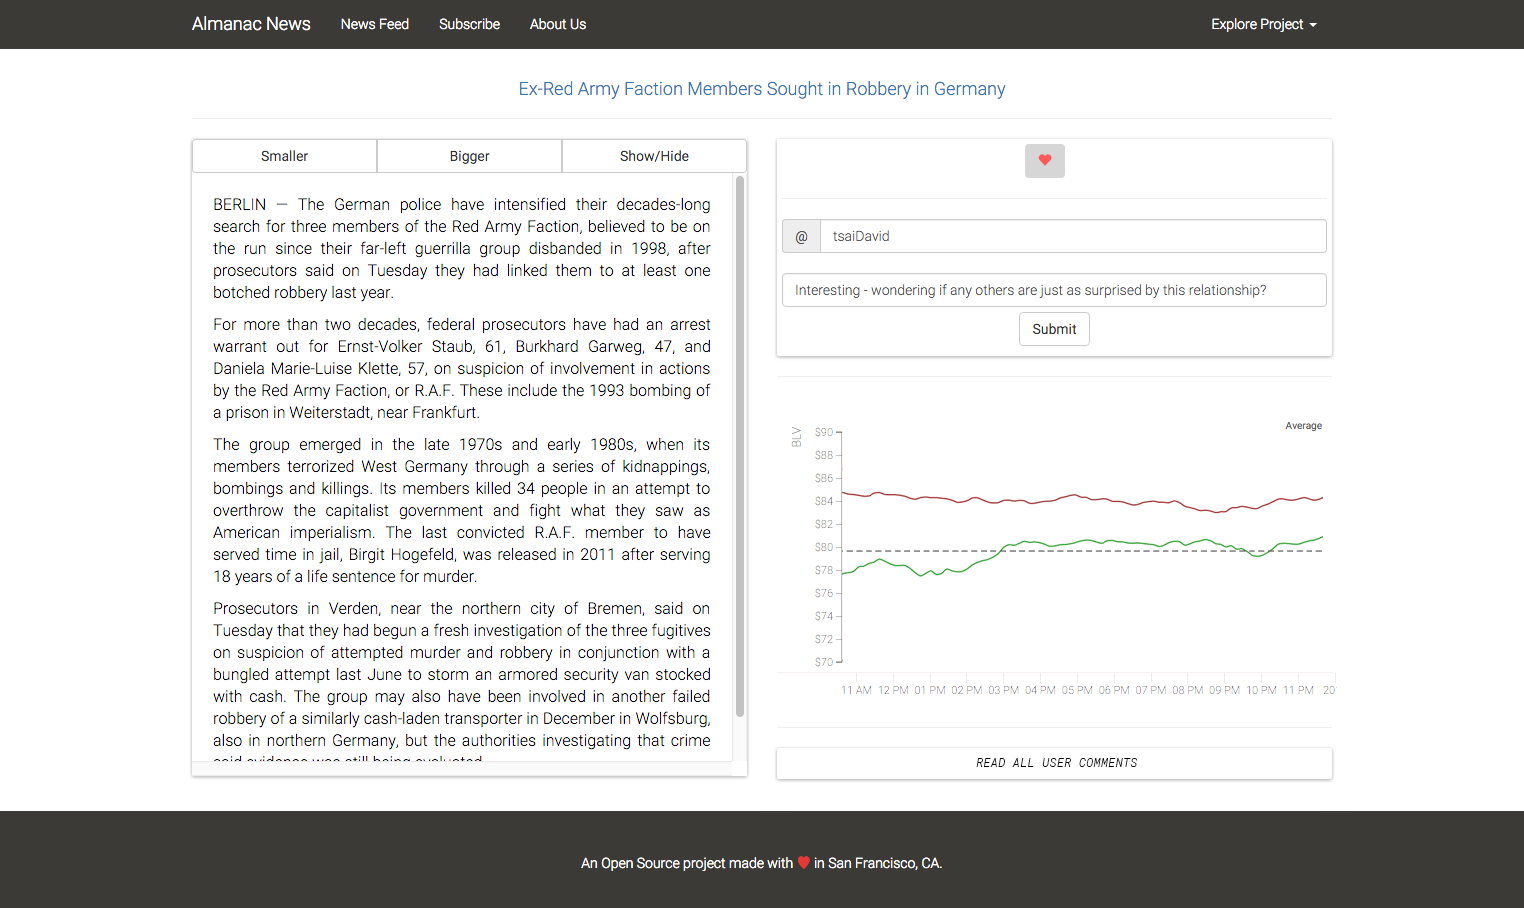 Almanac News News Feed Subscribe About Us Explore Project
Ex-Red Army Faction Members Sought in Robbery in Germany
Smaller Bigger Show/Hide
BERLIN — The German police have intensified their decades-long
search for three members of the Red Army Faction, believed to be on
the run since their far-left guerrilla group disbanded in 1998, after
prosecutors said on Tuesday they had linked them to at least one
botched robbery last year.
For more than two decades, federal prosecutors have had an arrest
warrant out for Ernst-Volker Staub, 61, Burkhard Garweg, 47, and
Daniela Marie-Luise Klette, 57, on suspicion of involvement in actions
by the Red Army Faction, or R.A.F. These include the 1993 bombing of
a prison in Weiterstadt, near Frankfurt.
The group emerged in the late 1970s and early 1980s, when its
members terrorized West Germany through a series of kidnappings,
bombings and killings. Its members killed 34 people in an attempt to
overthrow the capitalist government and fight what they saw as
American imperialism. The last convicted R.A.F. member to have
served time in jail, Birgit Hogefeld, was released in 2011 after serving
18 years of a life sentence for murder.
Prosecutors in Verden, near the northern city of Bremen, said on
Tuesday that they had begun a fresh investigation of the three fugitives
on suspicion of attempted murder and robbery in conjunction with a
bungled attempt last June to storm an armored security van stocked
with cash. The group may also have been involved in another failed
robbery of a similarly cash-laden transporter in December in Wolfsburg,
also in northern Germany, but the authorities investigating that crime
said evidence was still being evaluated.
@ tsaiDavid
Interesting - wondering if any others are just as surprised by this relationship?
Submit
BLV
Average
$90
$88
$86
$84
$82
$80
$78
$76
$74
$72
$70
11 AM 12 PM 01 PM 02 PM 03 PM 04 PM 05 PM 06 PM 07 PM 08 PM 09 PM 10 PM 11 PM 20
READ ALL USER COMMENTS
An Open Source project made with ♥ in San Francisco, CA.